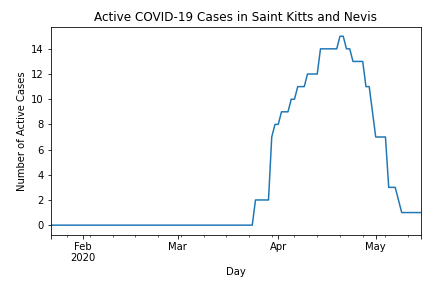 Active COVID-19 Cases in Saint Kitts and Nevis
Number of Active Cases
14
12
10
8
6
4
2
0
Feb
2020
Mar
Apr
May
Day